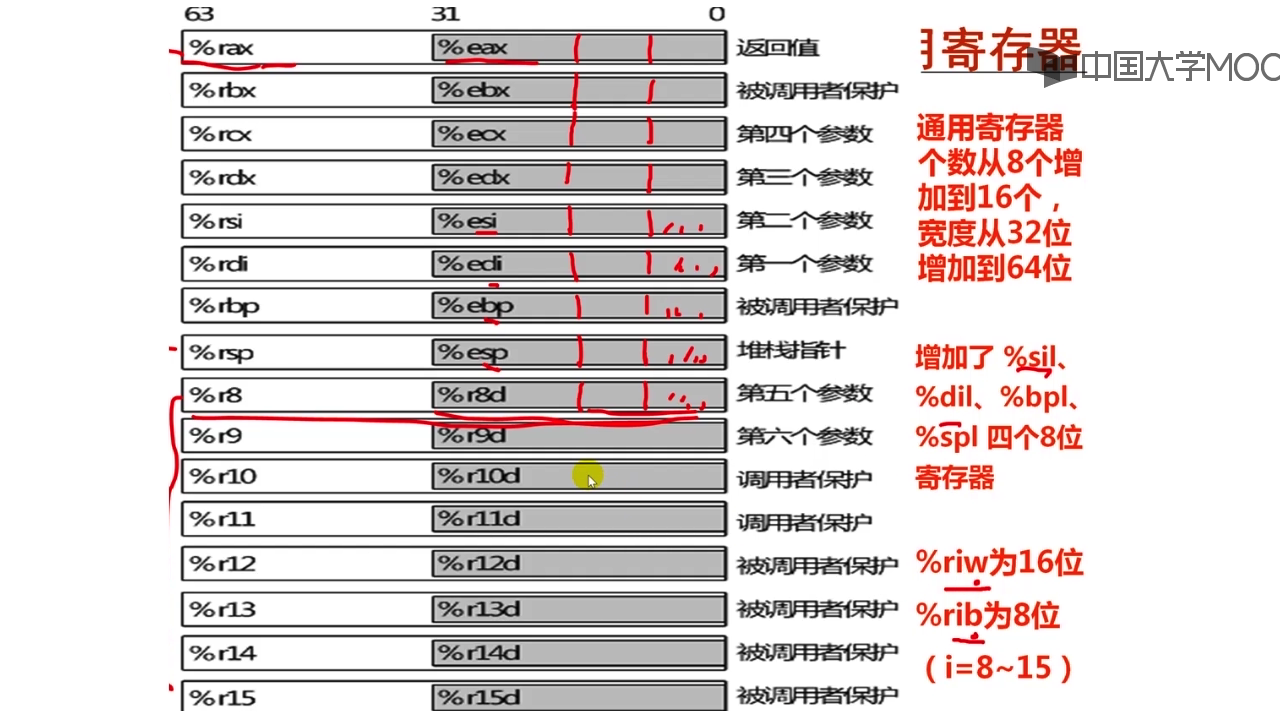 63 31 0
%rax %eax 返回值
%rbx %ebx 被调用者保护
%rcx %ecx 第四个参数
%rdx %edx 第三个参数
%rsi %esi 第二个参数
%rdi %edi 第一个参数
%rbp %ebp 被调用者保护
%rsp %esp 堆栈指针
%r8 %r8d 第五个参数
%r9 %r9d 第六个参数
%r10 %r10d 调用者保护
%r11 %r11d 调用者保护
%r12 %r12d 被调用者保护
%r13 %r13d 被调用者保护
%r14 %r14d 被调用者保护
%r15 %r15d 被调用者保护
寄存器
中国大学MOO
通用寄存器
个数从8个增
加到16个，
宽度从32位
增加到64位
增加了 %sil、
%dil、%bpl、
%spl 四个8位
寄存器
%riw为16位
%rib为8位
（i=8~15）